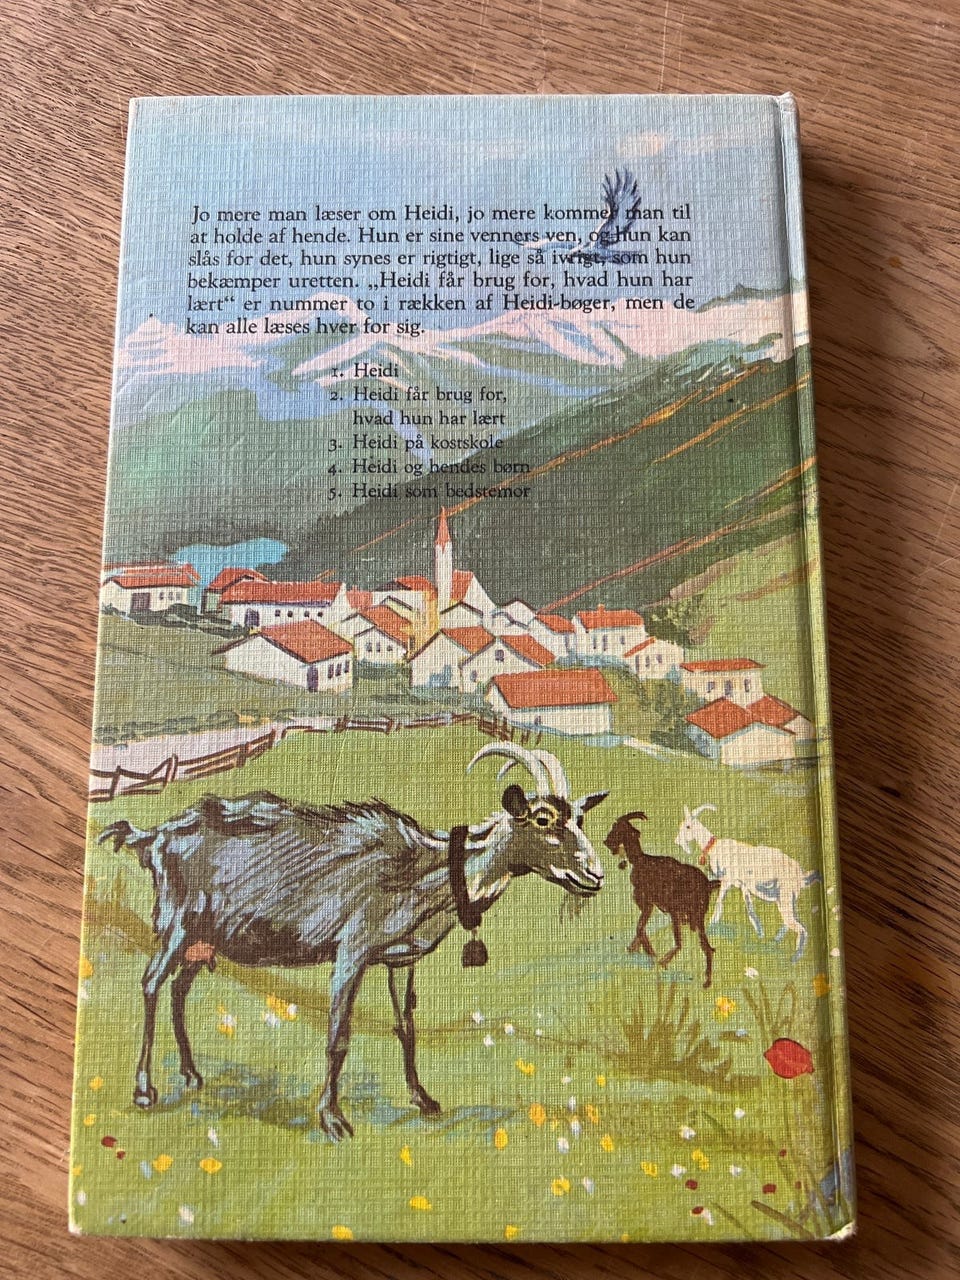 Jo mere man læser om Heidi, jo mere kommer man til
at holde af hende. Hun er sine venners ven, og hun kan
slås for det, hun synes er rigtigt, lige så ivrigt, som hun
bekæmper uretten. „Heidi får brug for, hvad hun har
lært“ er nummer to i rækken af Heidi-bøger, men de
kan alle læses hver for sig.
1. Heidi
2. Heidi får brug for,
hvad hun har lært
3. Heidi på kostskole
4. Heidi og hendes børn
5. Heidi som bedstemor